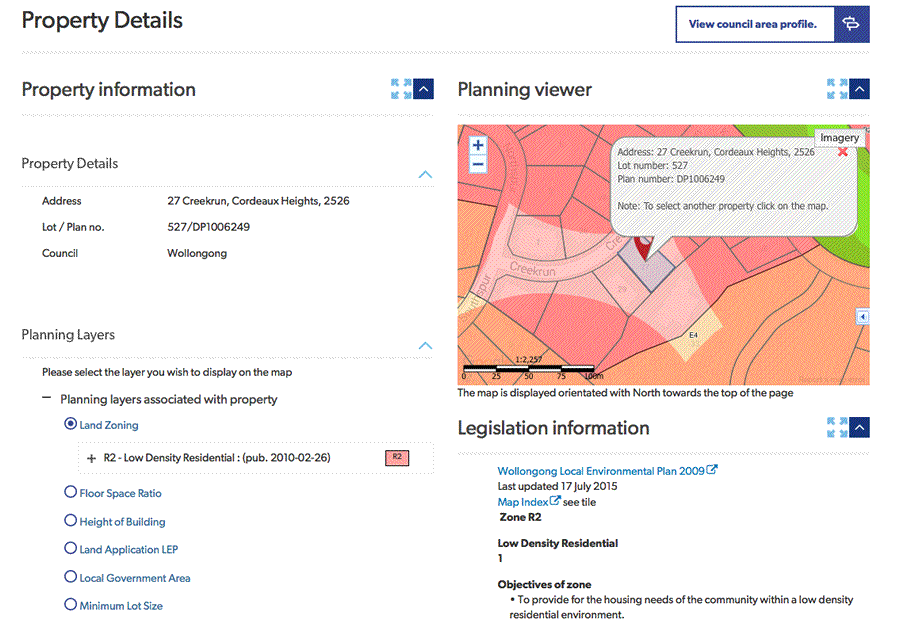 Property Details
View council area profile.
Property information
Property Details
Address 27 Creekrun, Cordeaux Heights, 2526
Lot / Plan no. 527/DP1006249
Council Wollongong
Planning Layers
Please select the layer you wish to display on the map
Planning layers associated with property
Land Zoning
R2 - Low Density Residential : (pub. 2010-02-26) R2
Floor Space Ratio
Height of Building
Land Application LEP
Local Government Area
Minimum Lot Size
Planning viewer
Imagery
Address: 27 Creekrun, Cordeaux Heights, 2526
Lot number: 527
Plan number: DP1006249
Note: To select another property click on the map.
Creekrun
E4
1:2,257
0 25 50 75 100m
The map is displayed orientated with North towards the top of the page
Legislation information
Wollongong Local Environmental Plan 2009
Last updated 17 July 2015
Map Index see tile
Zone R2
Low Density Residential
1
Objectives of zone
• To provide for the housing needs of the community within a low density
residential environment.